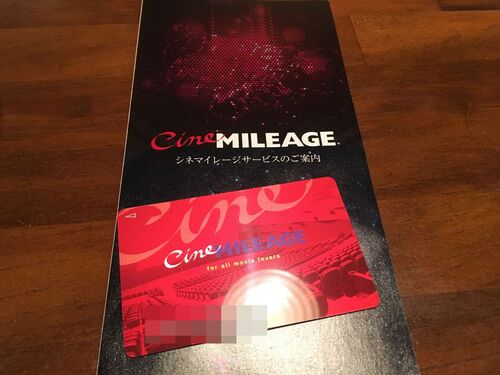 CineMILEAGE®
シネマイレージサービスのご案内
Cine
CineMILEAGE
for all movie lovers